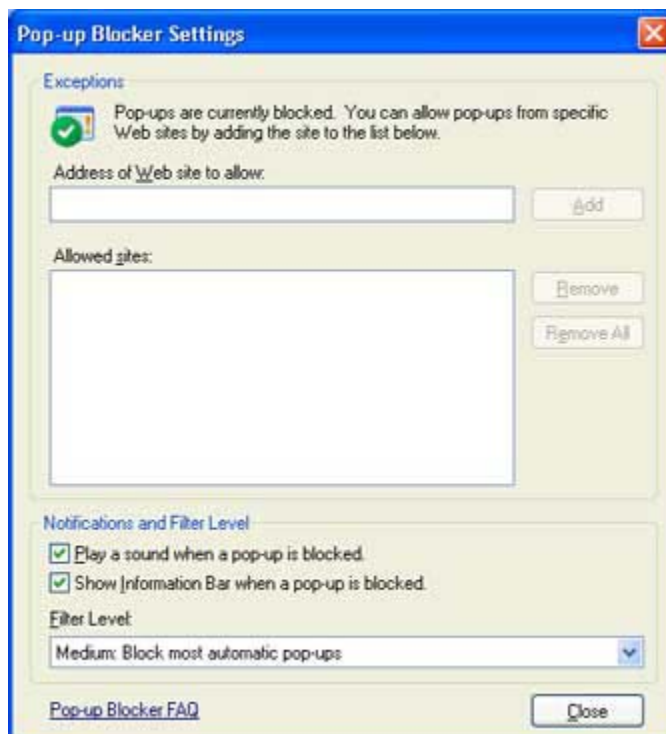 Pop-up Blocker Settings
Exceptions
Pop-ups are currently blocked. You can allow pop-ups from specific
Web sites by adding the site to the list below.
Address of Web site to allow:
Add
Allowed sites:
Remove
Remove All
Notifications and Filter Level
Play a sound when a pop-up is blocked.
Show Information Bar when a pop-up is blocked.
Filter Level:
Medium: Block most automatic pop-ups
Pop-up Blocker FAQ
Close